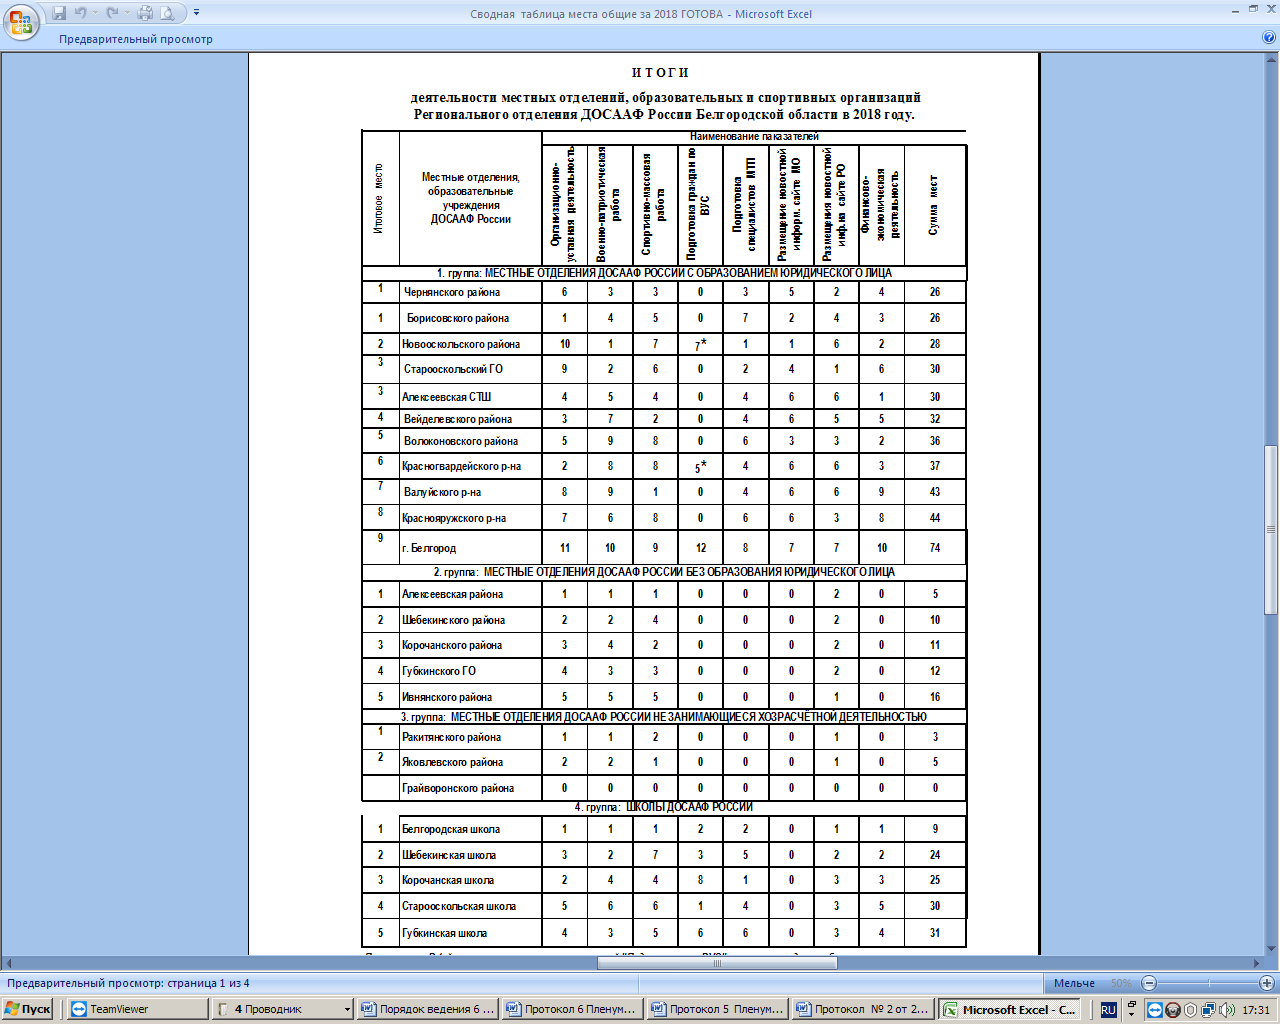 Сводная таблица места общие за 2018 ГОТОВА - Microsoft Excel
Предварительный просмотр
И Т О Г И
деятельности местных отделений, образовательных и спортивных организаций
Регионального отделения ДОСААФ России Белгородской области в 2018 году.
Наименование показателей
Итоговое место
Местные отделения, образовательные учреждения ДОСААФ России
Организационно-уставная деятельность
Военно-патриотическая работа
Спортивно-массовая работа
Подготовка граждан по ВУС
Подготовка специалистов МТП
Размещение новостной информ. сайте МО
Размещения новостной инф.на сайте РО
Финансово-экономическая деятельность
Сумма мест
1. группа: МЕСТНЫЕ ОТДЕЛЕНИЯ ДОСААФ РОССИИ С ОБРАЗОВАНИЕМ ЮРИДИЧЕСКОГО ЛИЦА
1 Чернянского района 6 3 3 0 3 5 2 4 26
1 Борисовского района 1 4 5 0 7 2 4 3 26
2 Новооскольского района 10 1 7 7* 1 1 6 2 28
3 Старооскольский ГО 9 2 6 0 2 4 1 6 30
3 Алексеевская СТШ 4 5 4 0 4 6 6 1 30
4 Вейделевского района 3 7 2 0 4 6 5 5 32
5 Волоконовского района 5 9 8 0 6 3 3 2 36
6 Красногвардейского р-на 2 8 8 5* 4 6 6 3 37
7 Валуйского р-на 8 9 1 0 4 6 6 9 43
8 Краснояружского р-на 7 6 8 0 6 6 3 8 44
9 г. Белгород 11 10 9 12 8 7 7 10 74
2. группа: МЕСТНЫЕ ОТДЕЛЕНИЯ ДОСААФ РОССИИ БЕЗ ОБРАЗОВАНИЯ ЮРИДИЧЕСКОГО ЛИЦА
1 Алексеевская района 1 1 1 0 0 0 2 0 5
2 Шебекинского района 2 2 4 0 0 0 2 0 10
3 Корочанского района 3 4 2 0 0 0 2 0 11
4 Губкинского ГО 4 3 3 0 0 0 2 0 12
5 Ивнянского района 5 5 5 0 0 0 1 0 16
3. группа: МЕСТНЫЕ ОТДЕЛЕНИЯ ДОСААФ РОССИИ НЕ ЗАНИМАЮЩИЕСЯ ХОЗРАСЧЁТНОЙ ДЕЯТЕЛЬНОСТЬЮ
1 Ракитянского района 1 1 2 0 0 0 1 0 3
2 Яковлевского района 2 2 1 0 0 0 1 0 5
Грайворонского района 0 0 0 0 0 0 0 0 0
4. группа: ШКОЛЫ ДОСААФ РОССИИ
1 Белгородская школа 1 1 1 2 2 0 1 1 9
2 Шебекинская школа 3 2 7 3 5 0 2 2 24
3 Корочанская школа 2 4 4 8 1 0 3 3 25
4 Старооскольская школа 5 6 6 1 4 0 3 5 30
5 Губкинская школа 4 3 5 6 6 0 3 4 31
Предварительный просмотр: страница 1 из 4
Мельче 50%
Пуск
TeamViewer
4 Проводник
Порядок ведения 6 ...
Протокол 6 Пленум...
Протокол 5 Пленум...
Протокол № 2 от 2...
Microsoft Excel - С...
RU
17:31